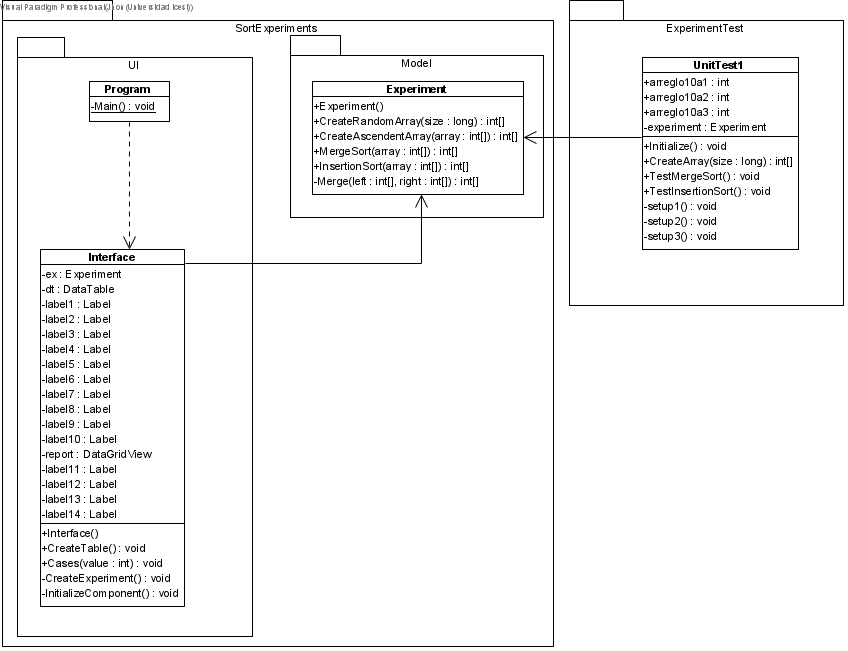 Visual Paradigm Professional(Jhon (Universidad Icesi))
SortExperiments
UI
Program
-Main() : void
Interface
-ex : Experiment
-dt : DataTable
-label1 : Label
-label2 : Label
-label3 : Label
-label4 : Label
-label5 : Label
-label6 : Label
-label7 : Label
-label8 : Label
-label9 : Label
-label10 : Label
-report : DataGridView
-label11 : Label
-label12 : Label
-label13 : Label
-label14 : Label
+Interface()
+CreateTable() : void
+Cases(value : int) : void
-CreateExperiment() : void
-InitializeComponent() : void
Model
Experiment
+Experiment()
+CreateRandomArray(size : long) : int[]
+CreateAscendentArray(array : int[]) : int[]
+MergeSort(array : int[]) : int[]
+InsertionSort(array : int[]) : int[]
-Merge(left : int[], right : int[]) : int[]
ExperimentTest
UnitTest1
+arreglo10a1 : int
+arreglo10a2 : int
+arreglo10a3 : int
-experiment : Experiment
+Initialize() : void
+CreateArray(size : long) : int[]
+TestMergeSort() : void
+TestInsertionSort() : void
-setup1() : void
-setup2() : void
-setup3() : void